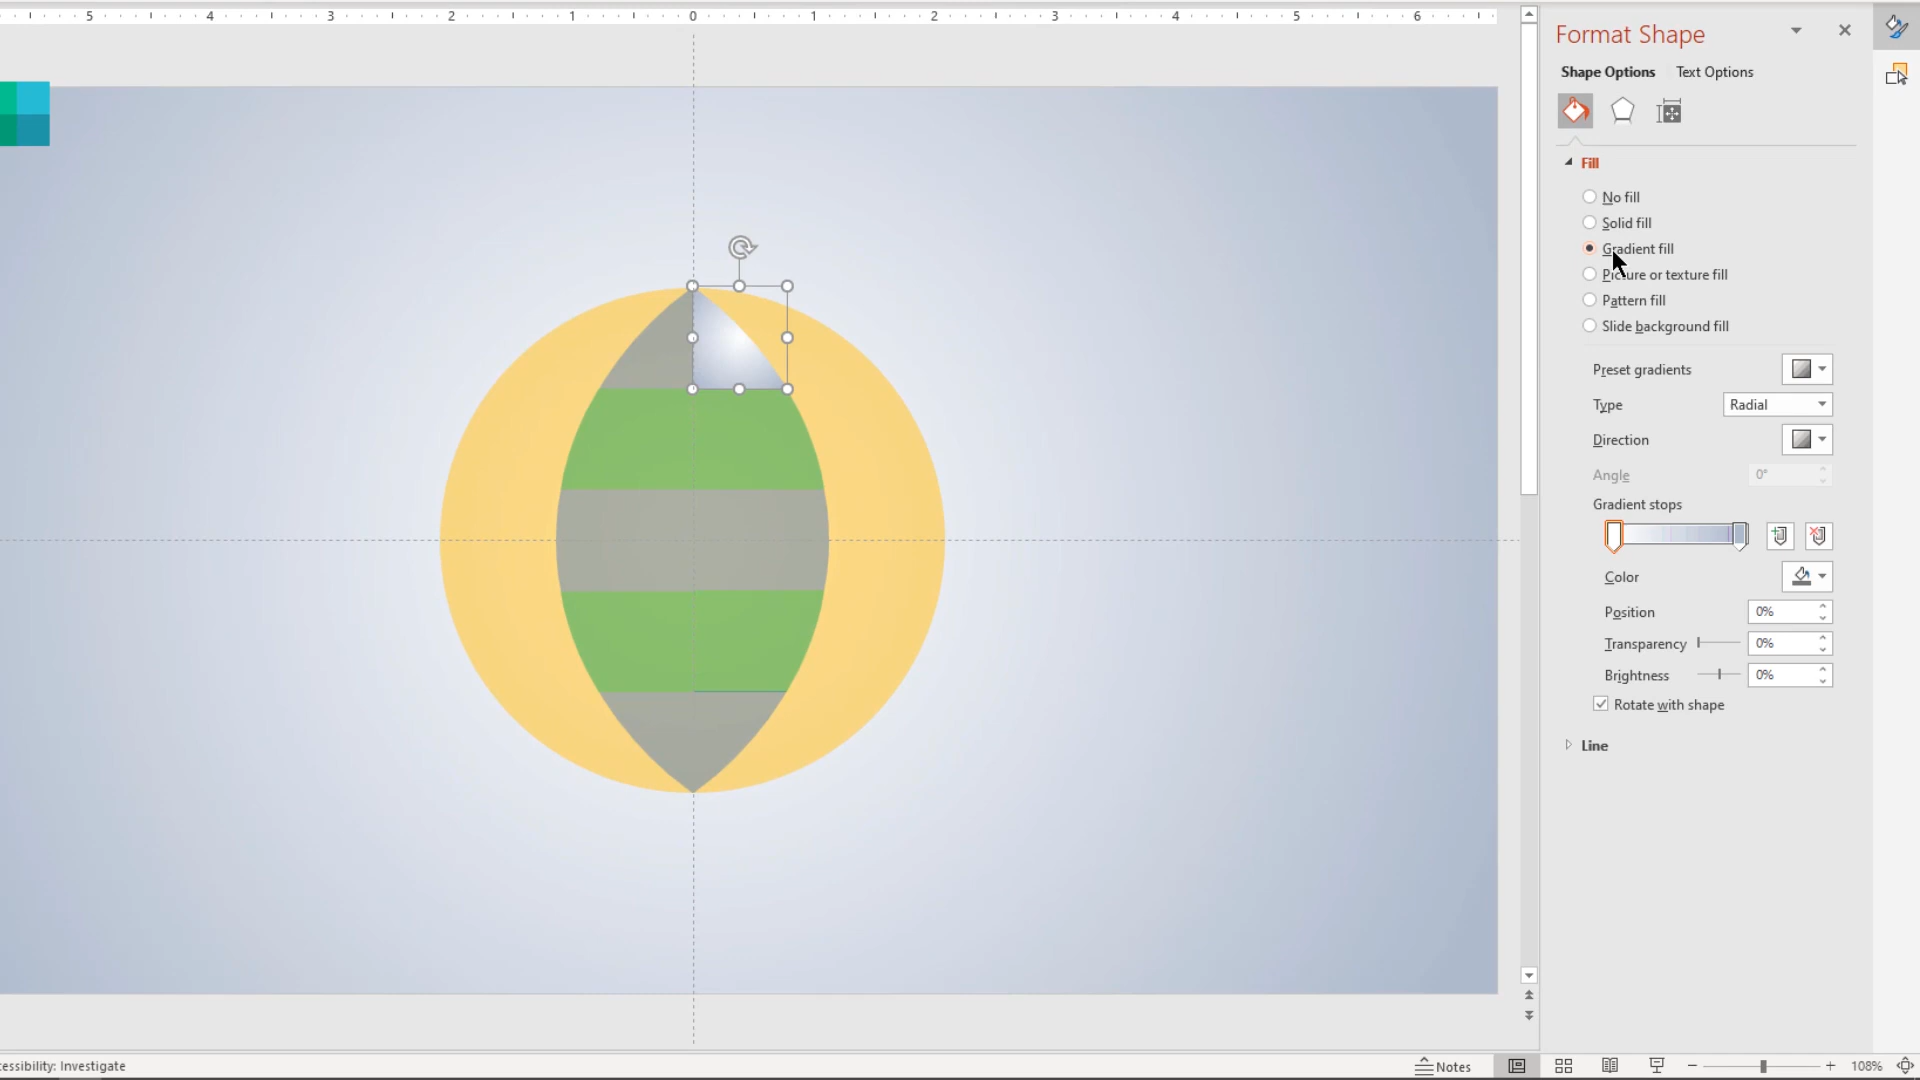 5 4 3 2 1 0 1 2 3 4 5 6
Format Shape
Shape Options Text Options
Fill
No fill
Solid fill
Gradient fill
Picture or texture fill
Pattern fill
Slide background fill
Preset gradients
Type Radial
Direction
Angle 0°
Gradient stops
Color
Position 0%
Transparency 0%
Brightness 0%
Rotate with shape
Line
essibility: Investigate
Notes
108%